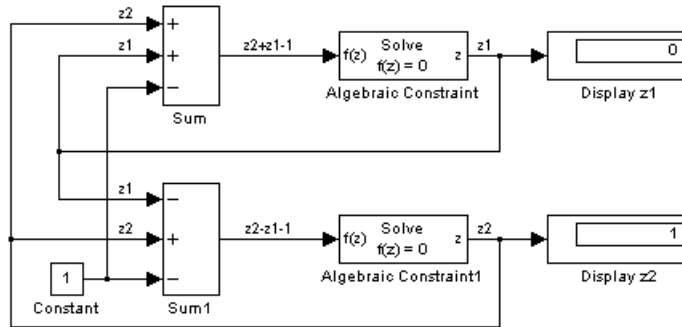 z2
+
z1
+
−
Sum
z2+z1-1
f(z)
Solve
f(z) = 0
z
Algebraic Constraint
z1
0
Display z1
z1
−
z2
+
−
Sum1
1
Constant
z2-z1-1
f(z)
Solve
f(z) = 0
z
Algebraic Constraint1
z2
1
Display z2